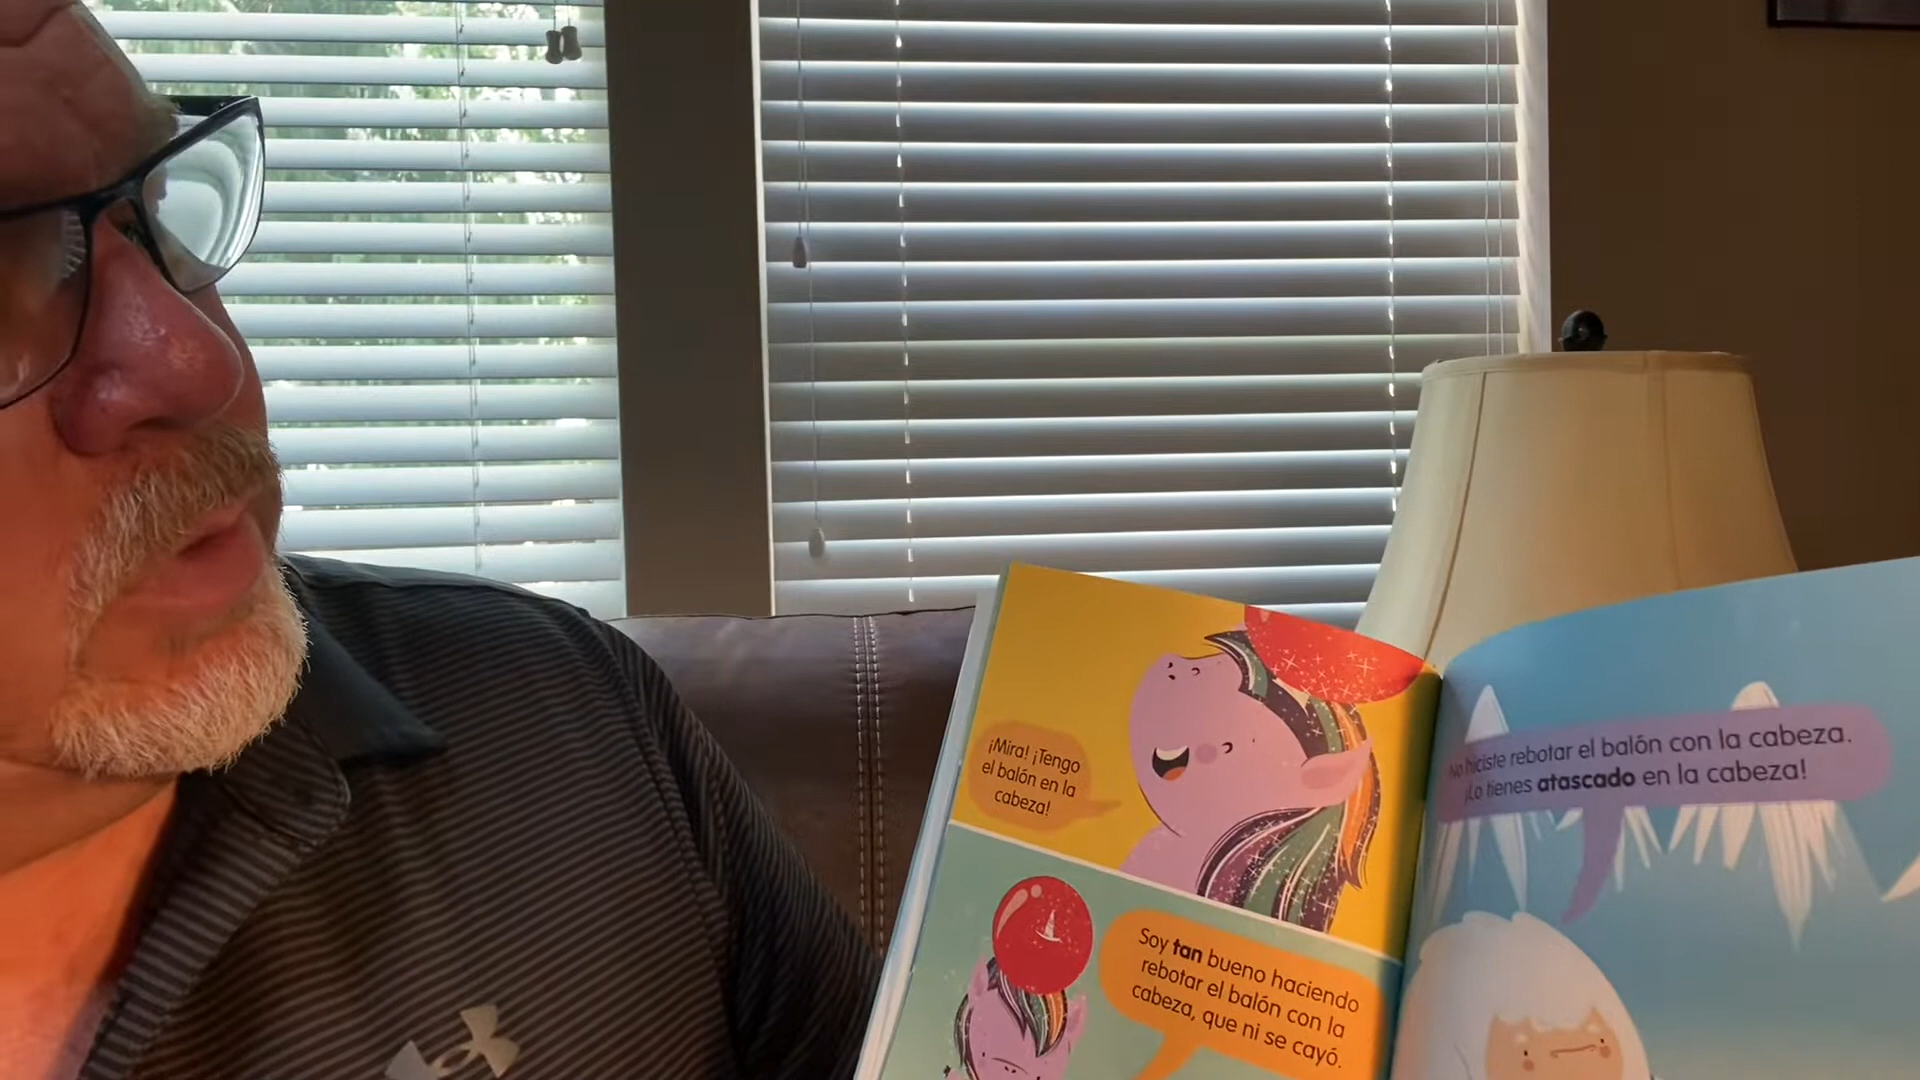 ¡Mira! ¡Tengo
el balón en la
cabeza!
Soy tan bueno haciendo
rebotar el balón con la
cabeza, que ni se cayó.
No hiciste rebotar el balón con la cabeza.
¡Lo tienes atascado en la cabeza!